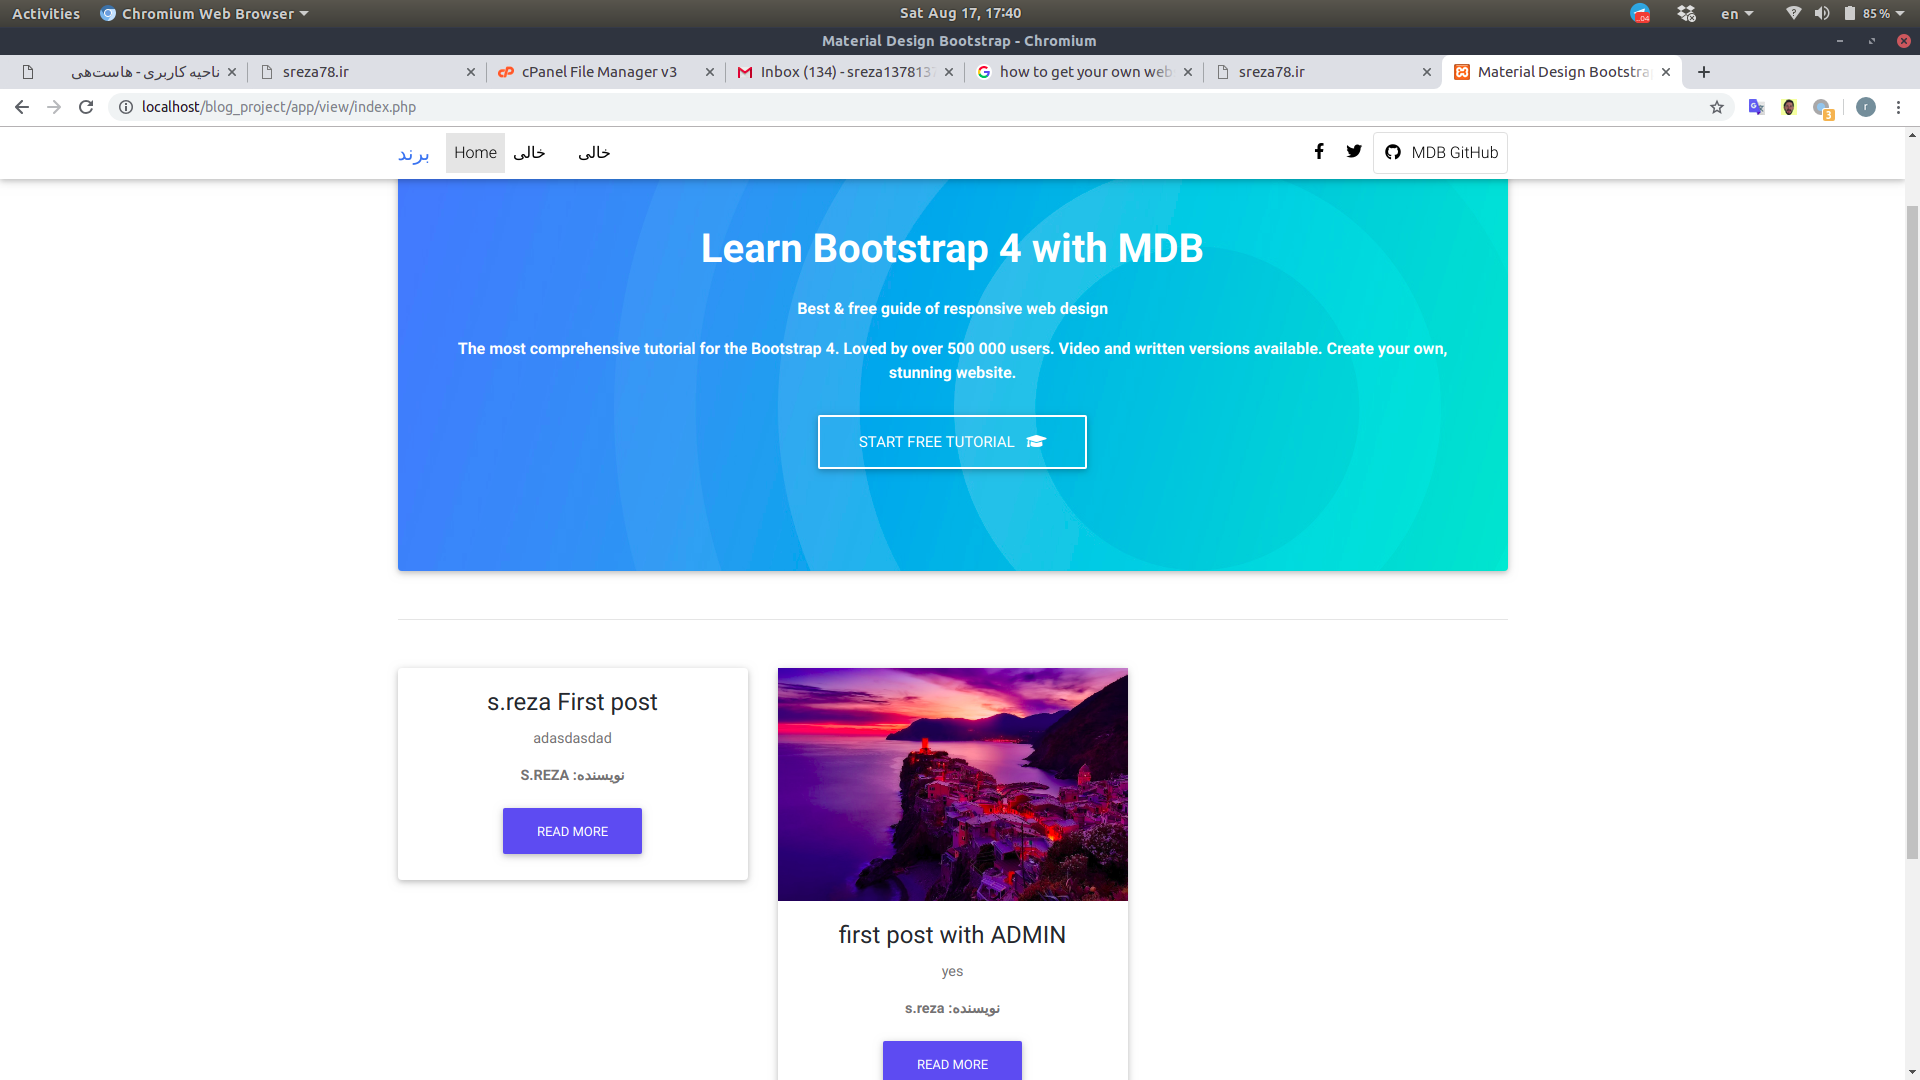 Activities Chromium Web Browser Sat Aug 17, 17:40 en 85 %
Material Design Bootstrap - Chromium
ناحیه کاربری - هاست‌هی sreza78.ir cPanel File Manager v3 Inbox (134) - sreza137813 how to get your own web sreza78.ir Material Design Bootstra
localhost/blog_project/app/view/index.php r 3
برند Home خالی خالی MDB GitHub
Learn Bootstrap 4 with MDB
Best & free guide of responsive web design
The most comprehensive tutorial for the Bootstrap 4. Loved by over 500 000 users. Video and written versions available. Create your own,
stunning website.
START FREE TUTORIAL
s.reza First post
adasdasdad
نویسنده: S.REZA
READ MORE
first post with ADMIN
yes
نویسنده: s.reza
READ MORE